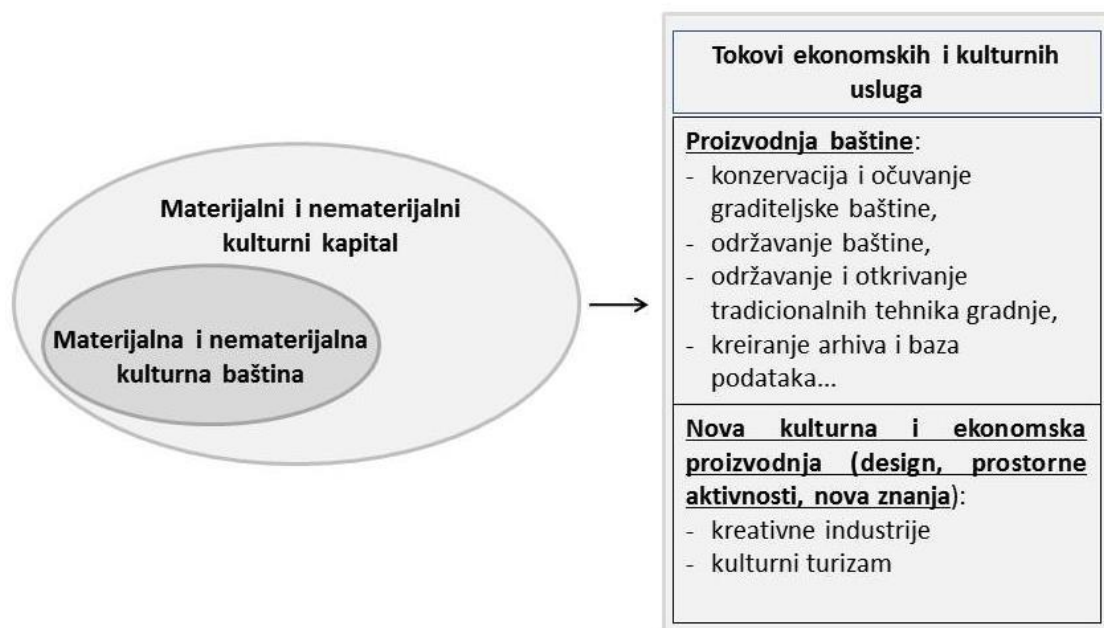 Materijalni i nematerijalni
kulturni kapital
Materijalna i nematerijalna
kulturna baština
Tokovi ekonomskih i kulturnih
usluga
Proizvodnja baštine:
- konzervacija i očuvanje
graditeljske baštine,
- održavanje baštine,
- održavanje i otkrivanje
tradicionalnih tehnika gradnje,
- kreiranje arhiva i baza
podataka...
Nova kulturna i ekonomska
proizvodnja (design, prostorne
aktivnosti, nova znanja):
- kreativne industrije
- kulturni turizam